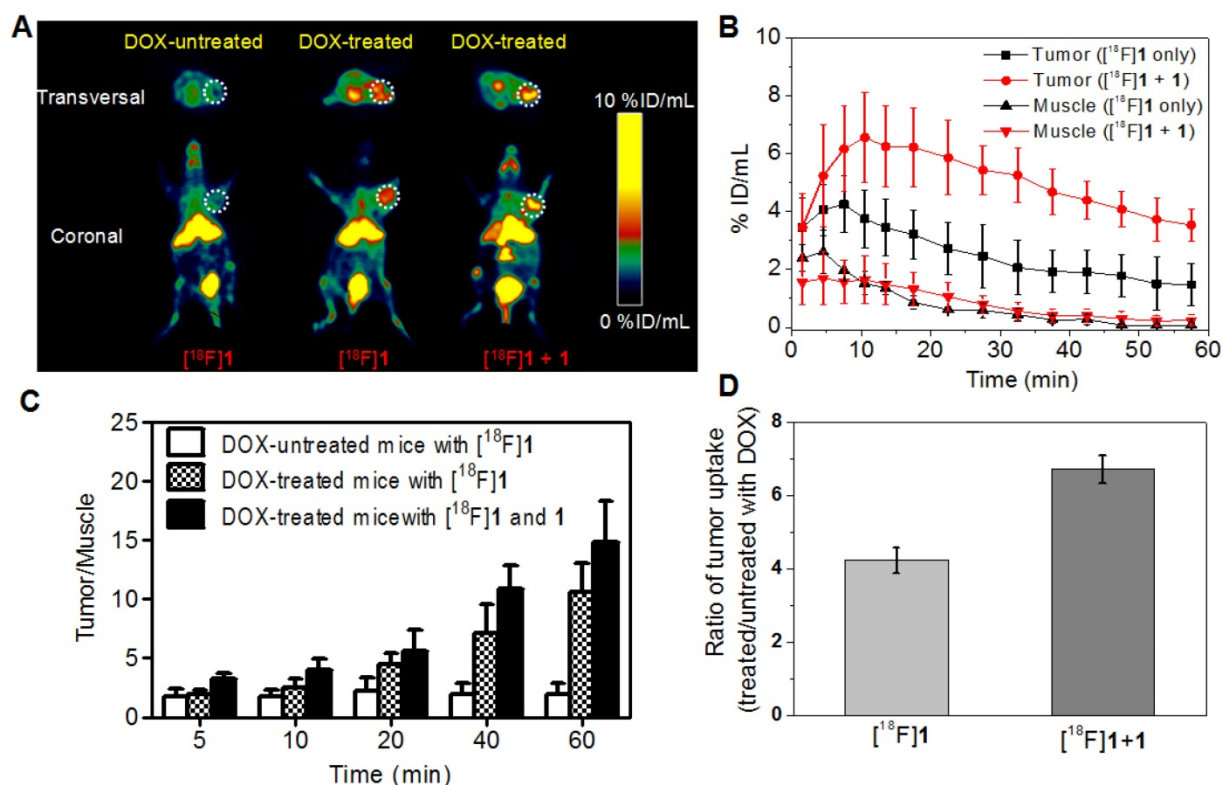 A
DOX-untreated DOX-treated DOX-treated
Transversal
10 %ID/mL
Coronal
0 %ID/mL
[¹⁸F]1 [¹⁸F]1 [¹⁸F]1 + 1
B
Tumor ([¹⁸F]1 only)
Tumor ([¹⁸F]1 + 1)
Muscle ([¹⁸F]1 only)
Muscle ([¹⁸F]1 + 1)
% ID/mL
10
8
6
4
2
0
0 10 20 30 40 50 60
Time (min)
C
DOX-untreated mice with [¹⁸F]1
DOX-treated mice with [¹⁸F]1
DOX-treated mice with [¹⁸F]1 and 1
Tumor/Muscle
25
20
15
10
5
0
5 10 20 40 60
Time (min)
D
Ratio of tumor uptake
(treated/untreated with DOX)
8
6
4
2
0
[¹⁸F]1 [¹⁸F]1+1